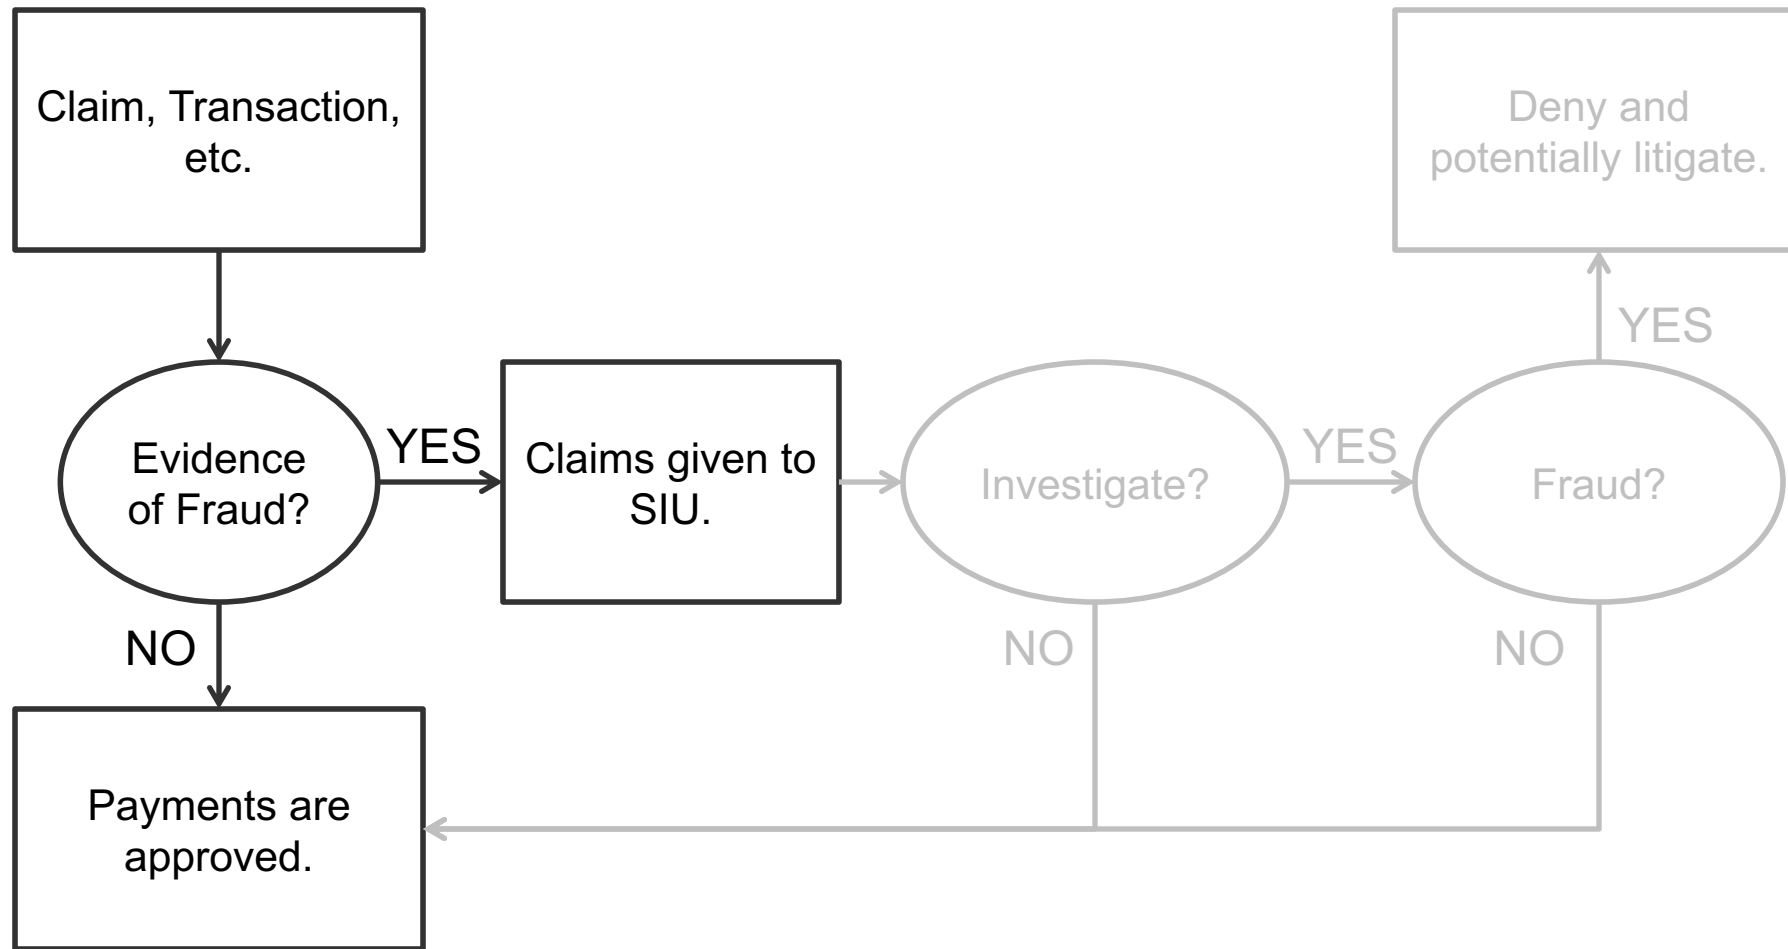 Claim, Transaction,
etc.
Deny and
potentially litigate.
YES
Evidence
of Fraud?
YES
Claims given to
SIU.
Investigate?
YES
Fraud?
NO
NO
NO
Payments are
approved.